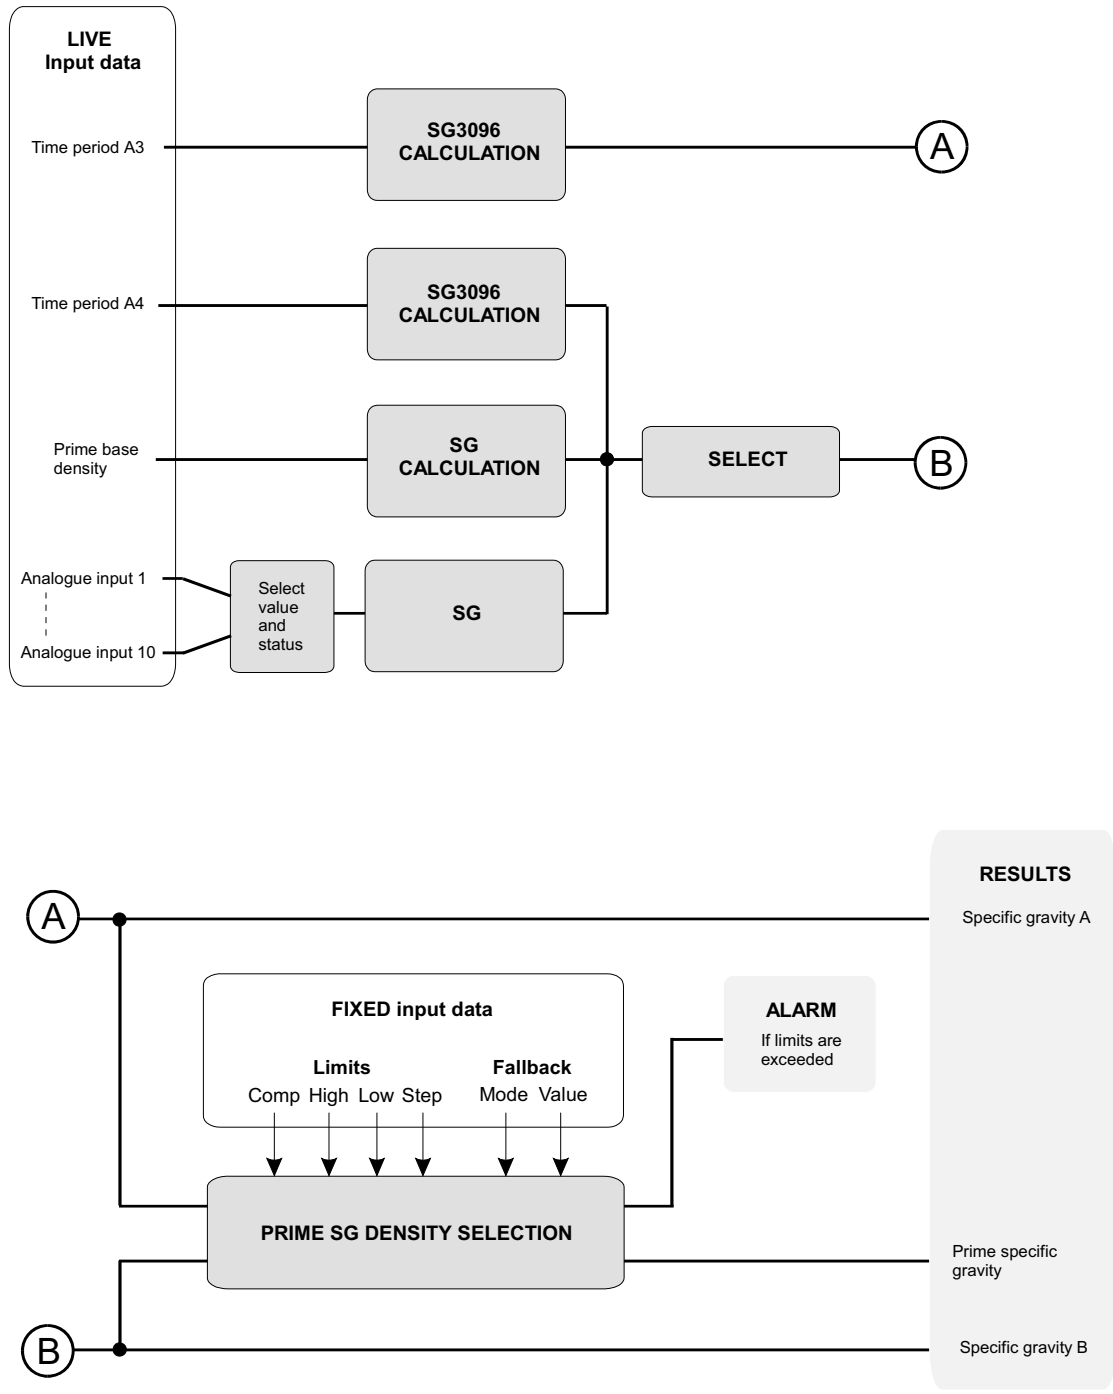 LIVE
Input data
Time period A3
SG3096
CALCULATION
A
Time period A4
SG3096
CALCULATION
Prime base
density
SG
CALCULATION
SELECT
B
Analogue input 1
Analogue input 10
Select
value
and
status
SG
RESULTS
A
Specific gravity A
FIXED input data
Limits
Fallback
Comp High Low Step
Mode Value
ALARM
If limits are
exceeded
PRIME SG DENSITY SELECTION
Prime specific
gravity
B
Specific gravity B